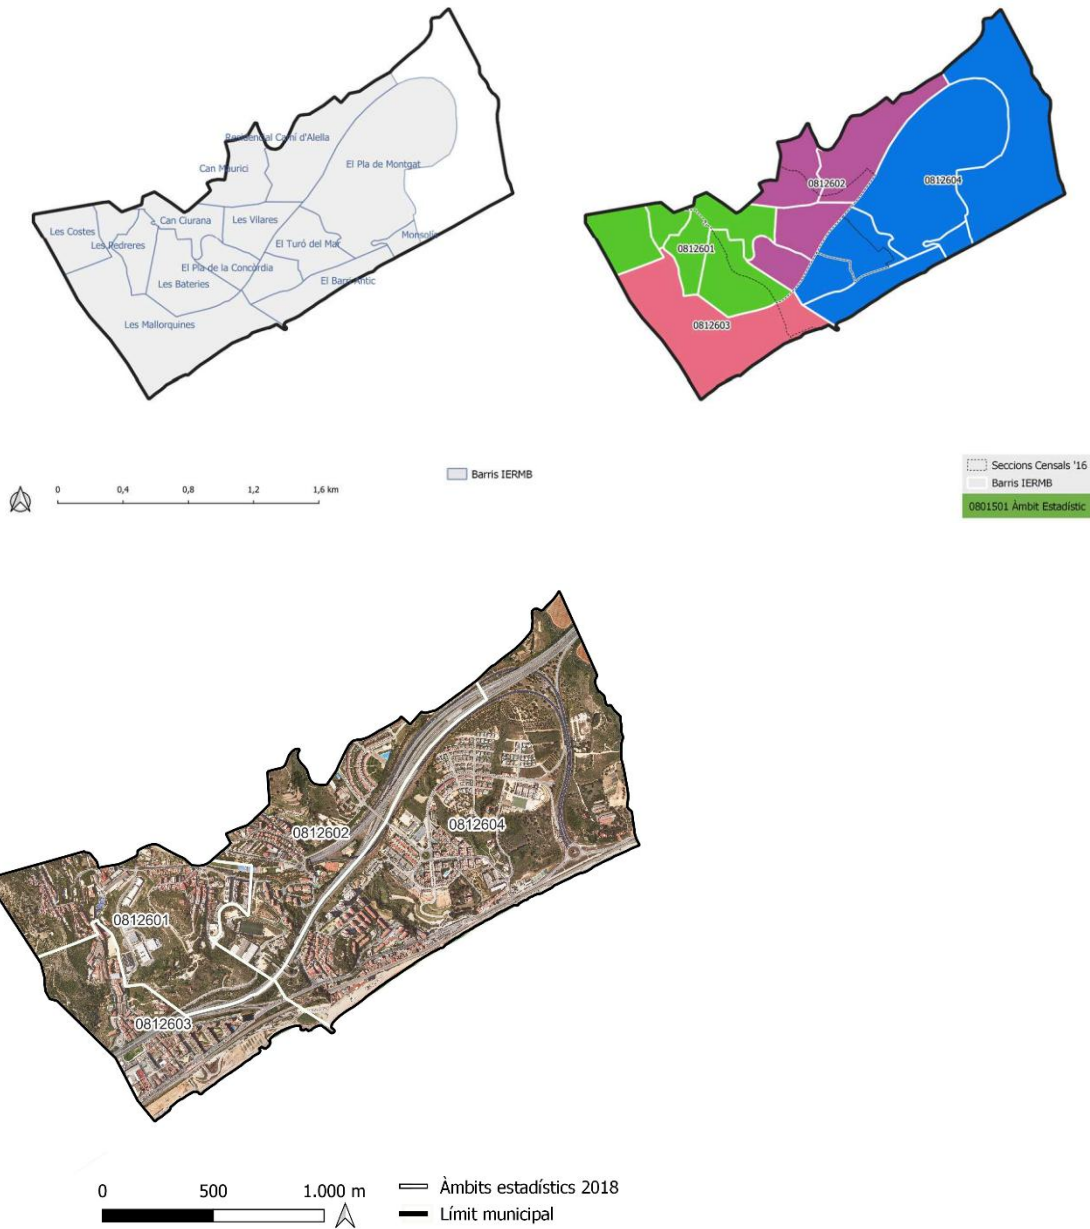 Residencial Camí d'Alella
El Pla de Montgat
Can Maurici
Les Costes
Can Ciurana
Les Vilares
Monsolís
Les Pedreres
El Turó del Mar
El Pla de la Concòrdia
Les Bateries
El Barri Antic
Les Mallorquines
0812602
0812604
0812601
0812603
Barris IERMB
0 0,4 0,8 1,2 1,6 km
Seccions Censals '16
Barris IERMB
0801501 Àmbit Estadístic
0812602
0812604
0812601
0812603
0 500 1.000 m
Àmbits estadístics 2018
Límit municipal